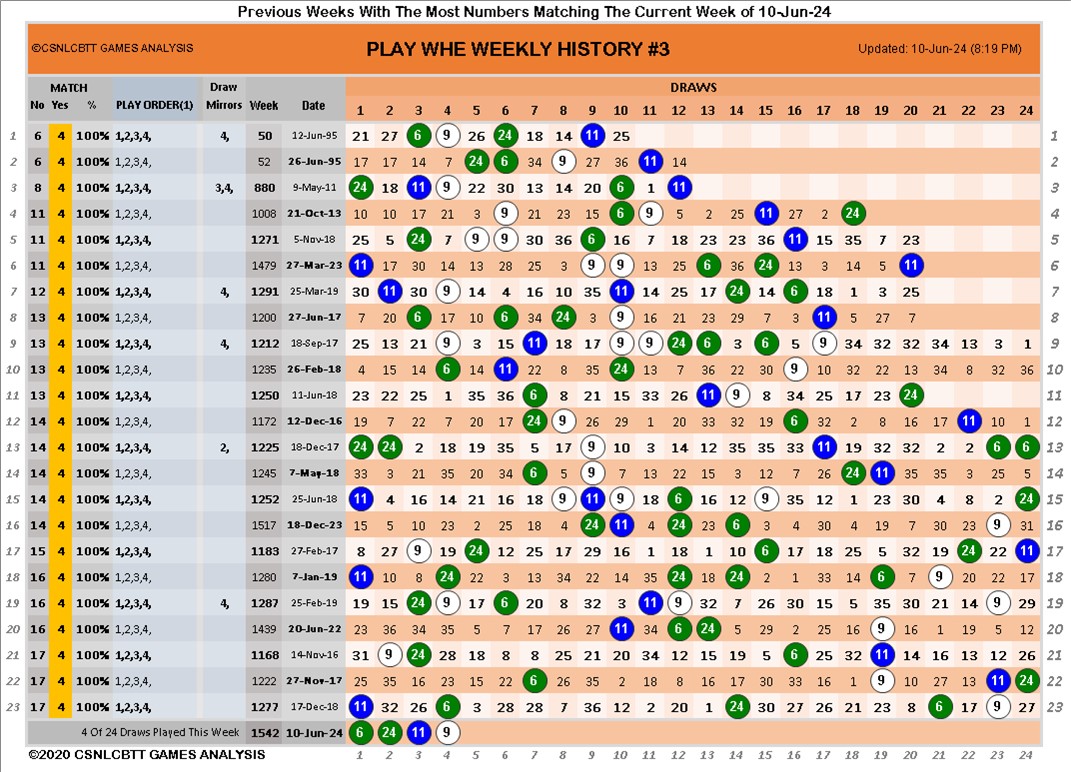 Previous Weeks With The Most Numbers Matching The Current Week of 10-Jun-24
©CSNLCBTT GAMES ANALYSIS PLAY WHE WEEKLY HISTORY #3 Updated: 10-Jun-24 (8:19 PM)
MATCH Draw DRAWS
No Yes % PLAY ORDER(1) Mirrors Week Date 1 2 3 4 5 6 7 8 9 10 11 12 13 14 15 16 17 18 19 20 21 22 23 24
1 6 4 100% 1,2,3,4, 4, 50 12-Jun-95 21 27 6 9 26 24 18 14 11 25 1
2 6 4 100% 1,2,3,4, 52 26-Jun-95 17 17 14 7 24 6 34 9 27 36 11 14 2
3 8 4 100% 1,2,3,4, 3,4, 880 9-May-11 24 18 11 9 22 30 13 14 20 6 1 11 3
4 11 4 100% 1,2,3,4, 1008 21-Oct-13 10 10 17 21 3 9 21 23 15 6 9 5 2 25 11 27 2 24 4
5 11 4 100% 1,2,3,4, 1271 5-Nov-18 25 5 24 7 9 9 30 36 6 16 7 18 23 23 36 11 15 35 7 23 5
6 11 4 100% 1,2,3,4, 1479 27-Mar-23 11 17 30 14 13 28 25 3 9 9 13 25 6 36 24 13 3 14 5 11 6
7 12 4 100% 1,2,3,4, 4, 1291 25-Mar-19 30 11 30 9 14 4 16 10 35 11 14 25 17 24 14 6 18 1 3 25 7
8 13 4 100% 1,2,3,4, 1200 27-Jun-17 7 20 6 17 10 6 34 24 3 9 16 21 23 29 7 3 11 5 27 7 8
9 13 4 100% 1,2,3,4, 4, 1212 18-Sep-17 25 13 21 9 3 15 11 18 17 9 9 24 6 3 6 5 9 34 32 32 34 13 3 1 9
10 13 4 100% 1,2,3,4, 1235 26-Feb-18 4 15 14 6 14 11 22 8 35 24 13 7 36 22 30 9 10 32 22 13 34 8 32 36 10
11 13 4 100% 1,2,3,4, 1250 11-Jun-18 23 22 25 1 35 36 6 8 21 15 33 26 11 9 8 34 25 17 23 24 11
12 14 4 100% 1,2,3,4, 1172 12-Dec-16 19 7 22 7 20 17 24 9 26 29 1 20 33 32 19 6 32 2 8 16 17 11 10 1 12
13 14 4 100% 1,2,3,4, 2, 1225 18-Dec-17 24 24 2 18 19 35 5 17 9 10 3 14 12 35 35 33 11 19 32 32 2 2 6 6 13
14 14 4 100% 1,2,3,4, 1245 7-May-18 33 3 21 35 20 34 6 5 9 7 13 22 15 3 12 7 26 24 11 35 33 3 25 5 14
15 14 4 100% 1,2,3,4, 1252 25-Jun-18 11 4 16 14 21 16 18 9 11 9 18 6 16 12 9 35 12 1 23 30 4 8 2 24 15
16 14 4 100% 1,2,3,4, 1517 18-Dec-23 15 5 10 23 2 25 18 4 24 11 4 24 23 6 3 4 30 4 19 7 30 23 9 31 16
17 15 4 100% 1,2,3,4, 1183 27-Feb-17 8 27 9 19 24 12 25 17 29 16 1 18 1 10 6 17 18 25 5 32 19 24 22 11 17
18 16 4 100% 1,2,3,4, 1280 7-Jan-19 11 10 8 24 22 3 13 34 22 14 35 24 18 24 2 1 33 14 6 7 9 20 22 17 18
19 16 4 100% 1,2,3,4, 4, 1287 25-Feb-19 19 15 24 9 17 6 20 8 32 3 11 9 32 7 26 30 15 5 35 30 21 14 9 29 19
20 16 4 100% 1,2,3,4, 1439 20-Jun-22 23 36 34 35 5 7 17 26 27 11 34 6 24 5 29 2 25 18 9 16 1 19 5 12 20
21 17 4 100% 1,2,3,4, 1168 14-Nov-16 31 9 24 28 18 8 8 25 21 20 34 12 15 19 5 6 25 32 11 14 16 13 12 26 21
22 17 4 100% 1,2,3,4, 1222 27-Nov-17 25 35 16 23 15 22 6 25 35 2 18 8 16 17 30 33 16 1 9 10 27 13 11 24 22
23 17 4 100% 1,2,3,4, 1277 17-Dec-18 11 32 26 6 3 28 28 7 36 12 2 20 1 24 14 27 28 26 21 23 6 17 9 27 23
4 Of 24 Draws Played This Week 1542 10-Jun-24 6 24 11 9
©2020 CSNLCBTT GAMES ANALYSIS 1 2 3 4 5 6 7 8 9 10 11 12 13 14 15 16 17 18 19 20 21 22 23 24